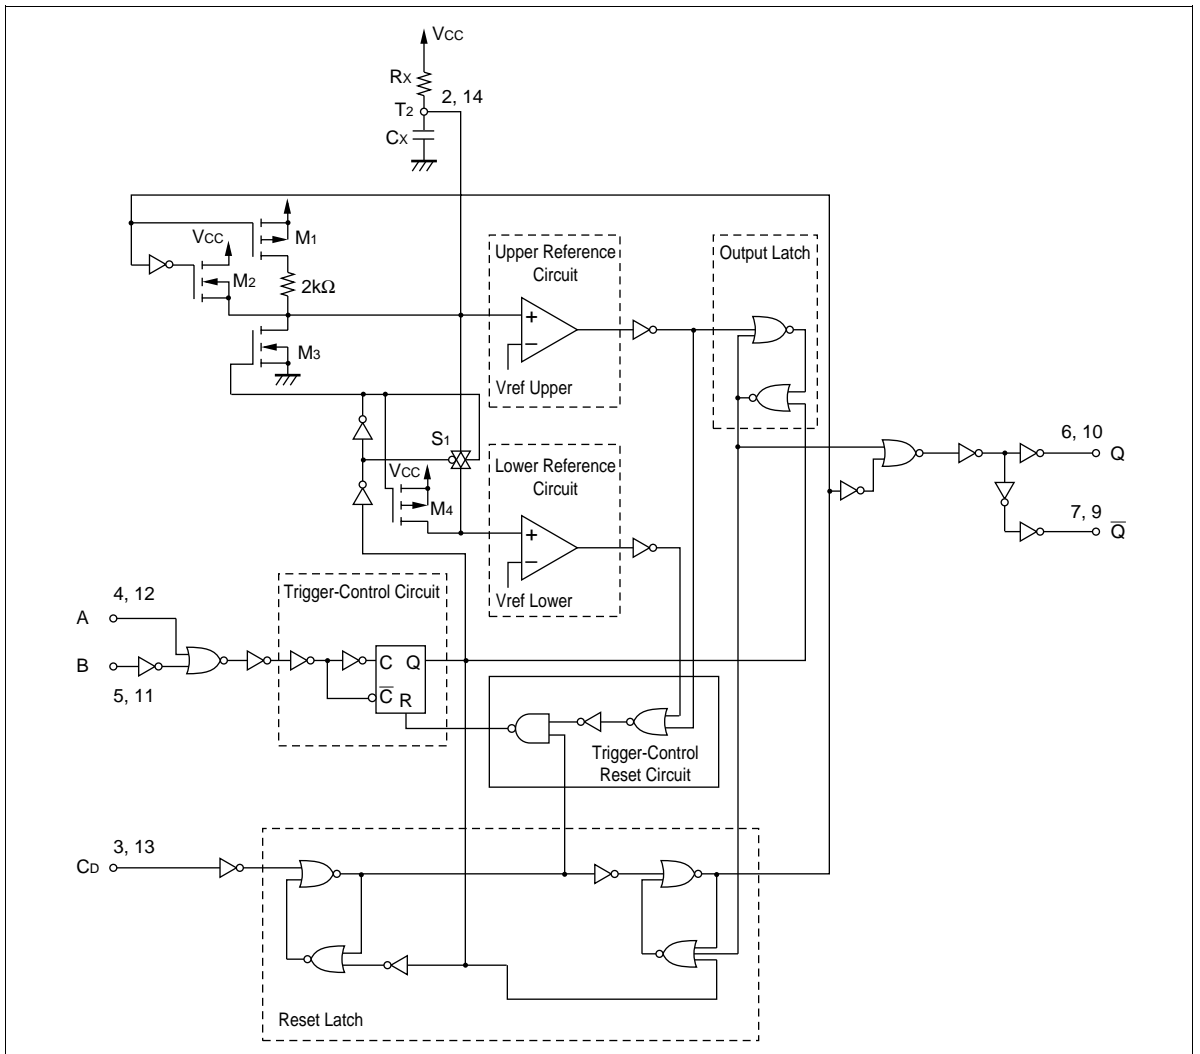 VCC
RX
2, 14
T2
CX
VCC
M1
M2
2kΩ
M3
Upper Reference
Circuit
+
−
Vref Upper
Output Latch
S1
VCC
M4
Lower Reference
Circuit
+
−
Vref Lower
6, 10
Q
7, 9
Q̅
4, 12
A
B
5, 11
Trigger-Control Circuit
C Q
C̅ R
Trigger-Control
Reset Circuit
3, 13
CD
Reset Latch